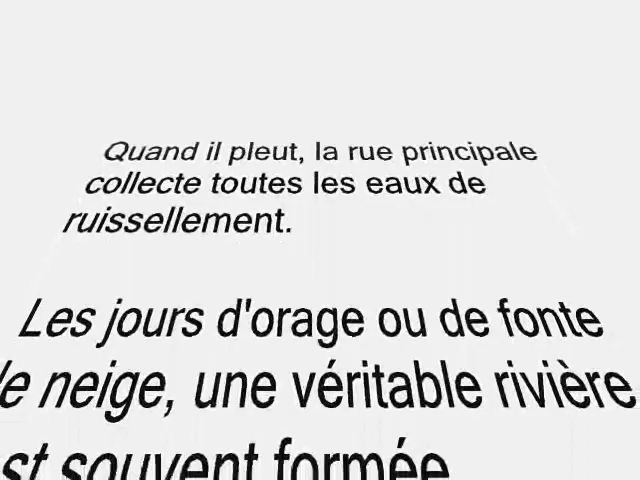 Quand il pleut, la rue principale
collecte toutes les eaux de
ruissellement.
Les jours d'orage ou de fonte
neige, une véritable rivière
souvent formée